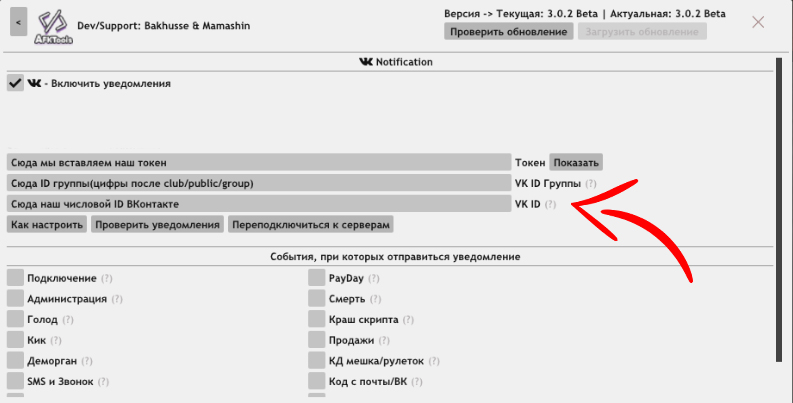 <
AFKTools
Dev/Support: Bakhusse & Mamashin
Версия -> Текущая: 3.0.2 Beta | Актуальная: 3.0.2 Beta
Проверить обновление Загрузить обновление
Notification
- Включить уведомления
Сюда мы вставляем наш токен Токен Показать
Сюда ID группы(цифры после club/public/group) VK ID Группы (?)
Сюда наш числовой ID ВКонтакте VK ID (?)
Как настроить Проверить уведомления Переподключиться к серверам
События, при которых отправиться уведомление
Подключение (?) PayDay
Администрация (?) Смерть (?)
Голод (?) Краш скрипта (?)
Кик (?) Продажи (?)
Деморган (?) КД мешка/рулеток (?)
SMS и Звонок (?) Код с почты/ВК (?)